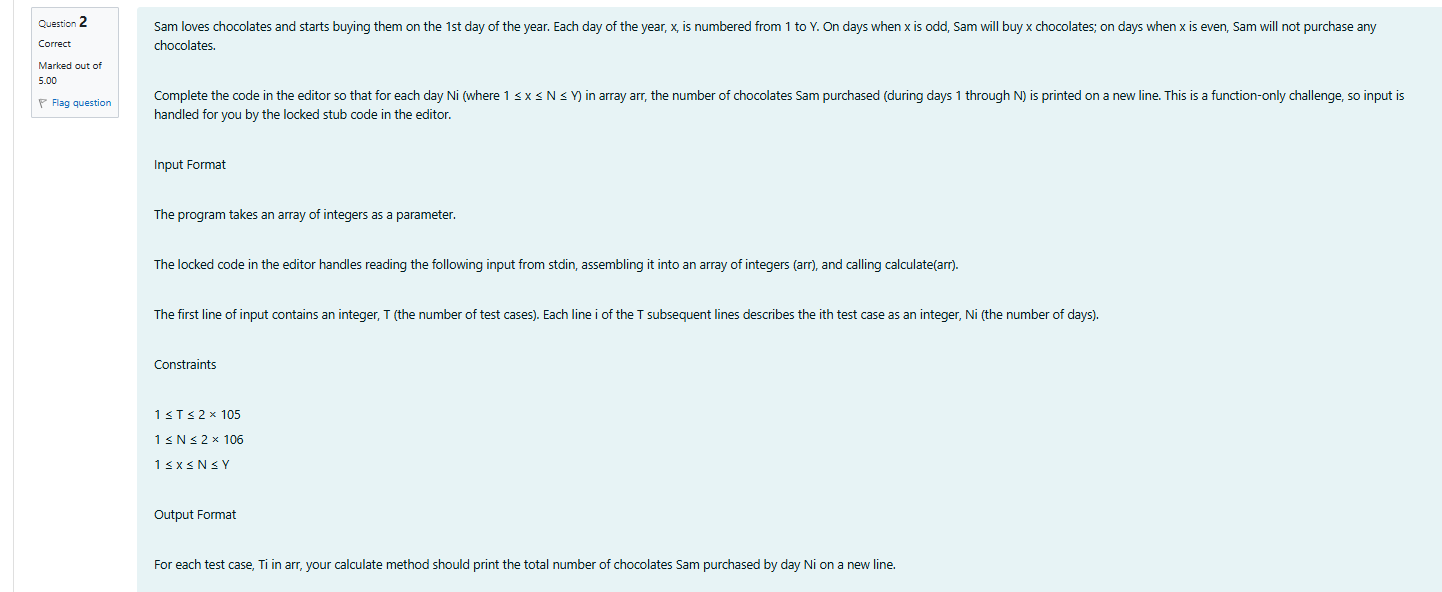 Question 2
Correct
Marked out of
5.00
Flag question
Sam loves chocolates and starts buying them on the 1st day of the year. Each day of the year, x, is numbered from 1 to Y. On days when x is odd, Sam will buy x chocolates; on days when x is even, Sam will not purchase any
chocolates.
Complete the code in the editor so that for each day Ni (where 1 ≤ x ≤ N ≤ Y) in array arr, the number of chocolates Sam purchased (during days 1 through N) is printed on a new line. This is a function-only challenge, so input is
handled for you by the locked stub code in the editor.
Input Format
The program takes an array of integers as a parameter.
The locked code in the editor handles reading the following input from stdin, assembling it into an array of integers (arr), and calling calculate(arr).
The first line of input contains an integer, T (the number of test cases). Each line i of the T subsequent lines describes the ith test case as an integer, Ni (the number of days).
Constraints
1 ≤ T ≤ 2 × 105
1 ≤ N ≤ 2 × 106
1 ≤ x ≤ N ≤ Y
Output Format
For each test case, Ti in arr, your calculate method should print the total number of chocolates Sam purchased by day Ni on a new line.